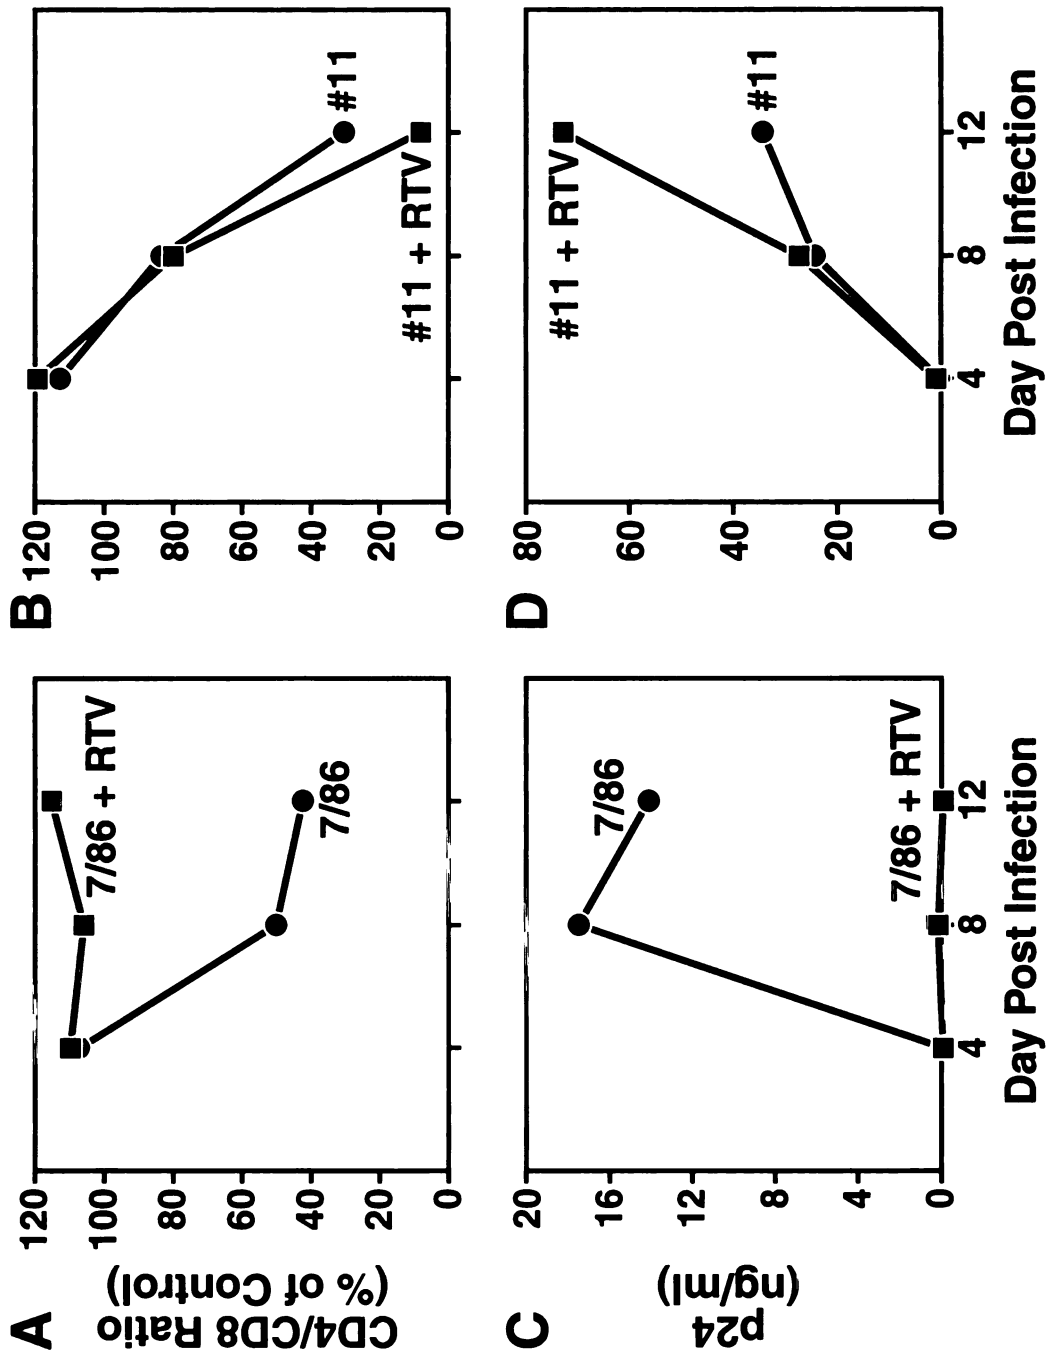 A
CD4/CD8 Ratio
(% of Control)
120
100
80
60
40
20
0
7/86 + RTV
7/86
B
120
100
80
60
40
20
0
#11
#11 + RTV
C
p24
(ng/ml)
20
16
12
8
4
0
7/86
7/86 + RTV
4 8 12
Day Post Infection
D
80
60
40
20
0
#11 + RTV
#11
4 8 12
Day Post Infection